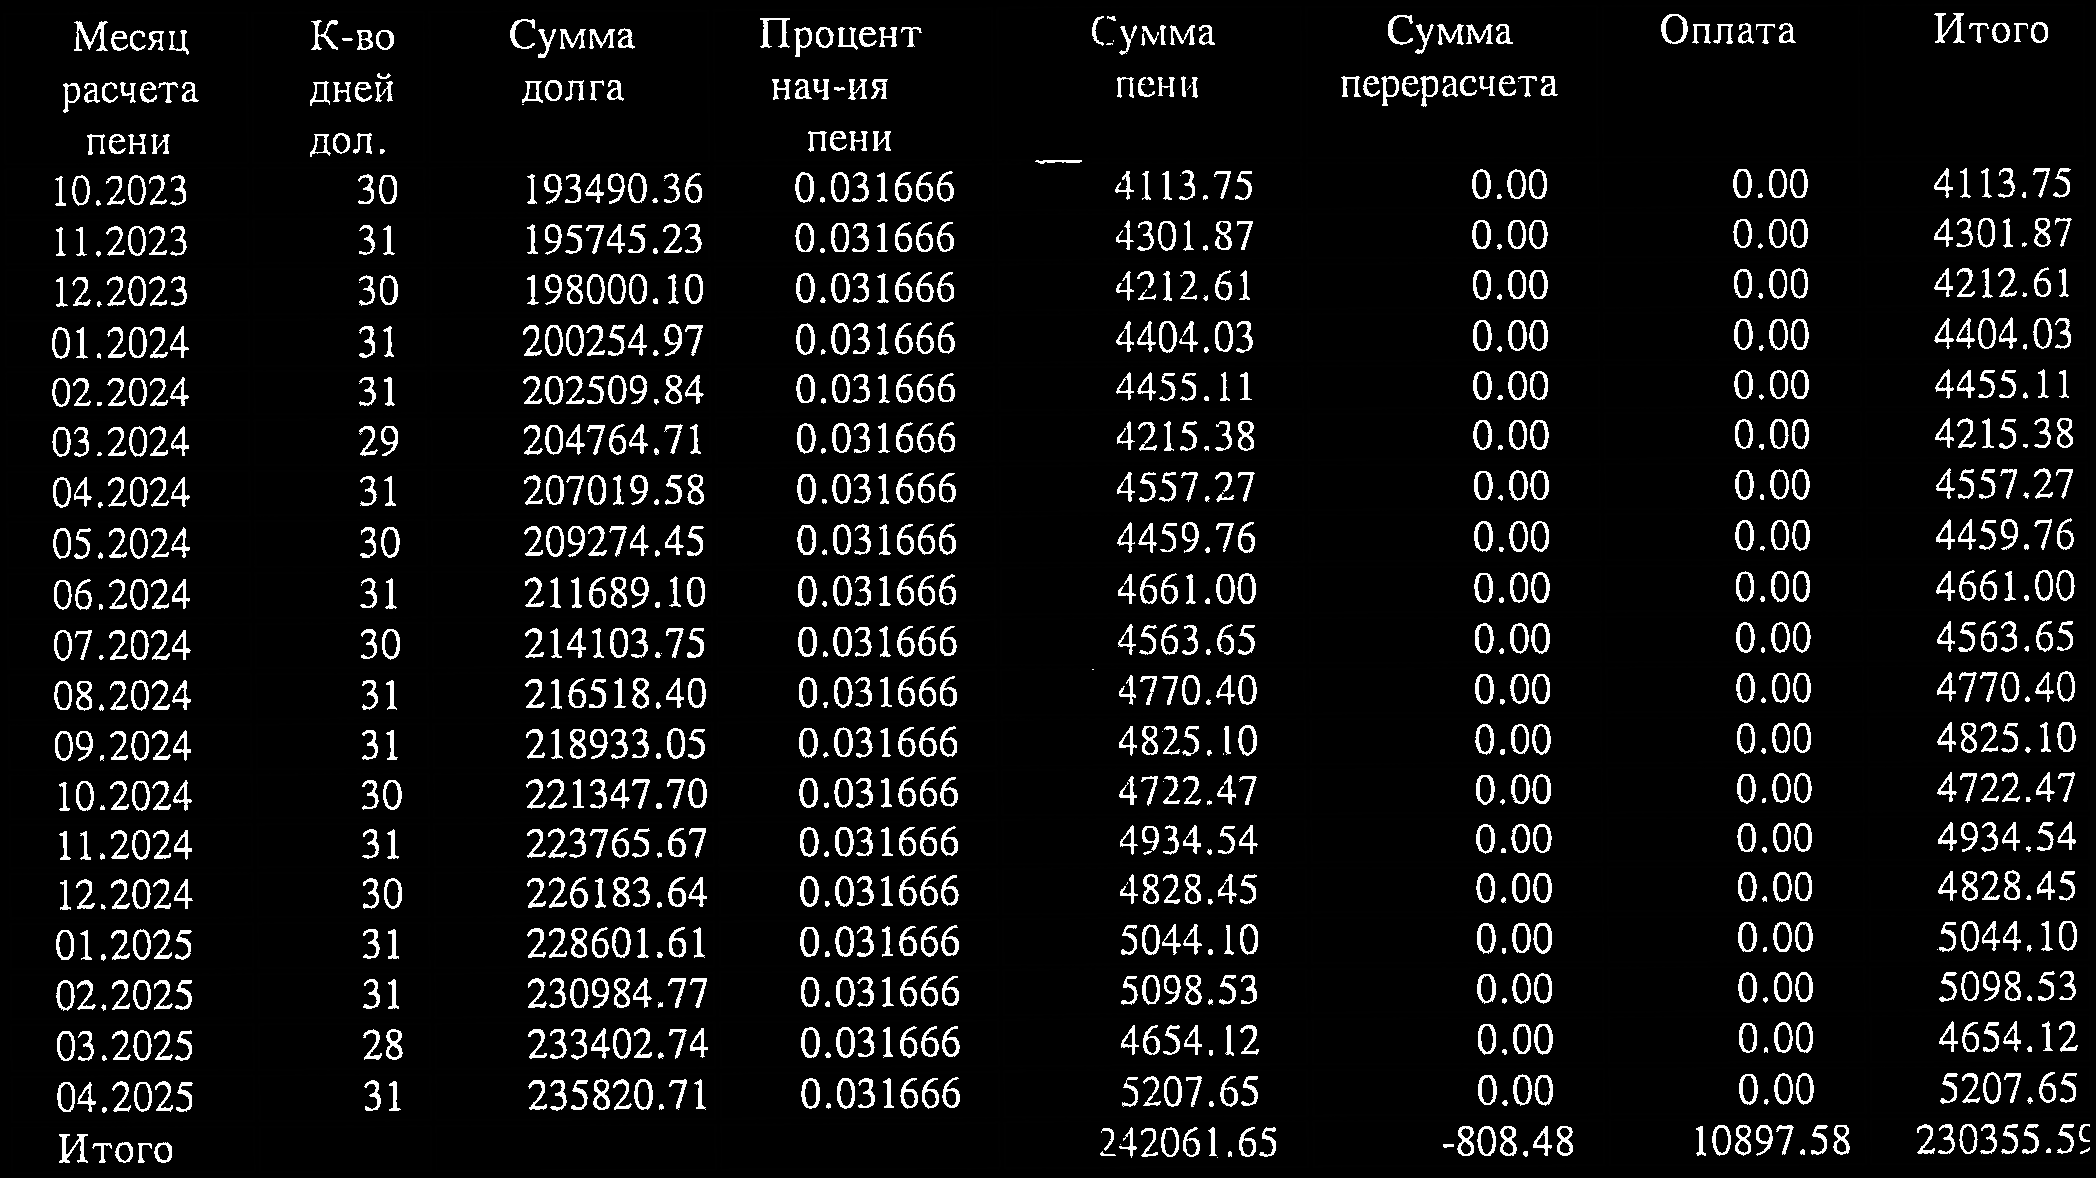 Месяц К-во Сумма Процент Сумма Сумма Оплата Итого
расчета дней долга нач-ия пени перерасчета
пени дол. пени
10.2023 30 193490.36 0.031666 4113.75 0.00 0.00 4113.75
11.2023 31 195745.23 0.031666 4301.87 0.00 0.00 4301.87
12.2023 30 198000.10 0.031666 4212.61 0.00 0.00 4212.61
01.2024 31 200254.97 0.031666 4404.03 0.00 0.00 4404.03
02.2024 31 202509.84 0.031666 4455.11 0.00 0.00 4455.11
03.2024 29 204764.71 0.031666 4215.38 0.00 0.00 4215.38
04.2024 31 207019.58 0.031666 4557.27 0.00 0.00 4557.27
05.2024 30 209274.45 0.031666 4459.76 0.00 0.00 4459.76
06.2024 31 211689.10 0.031666 4661.00 0.00 0.00 4661.00
07.2024 30 214103.75 0.031666 4563.65 0.00 0.00 4563.65
08.2024 31 216518.40 0.031666 4770.40 0.00 0.00 4770.40
09.2024 31 218933.05 0.031666 4825.10 0.00 0.00 4825.10
10.2024 30 221347.70 0.031666 4722.47 0.00 0.00 4722.47
11.2024 31 223765.67 0.031666 4934.54 0.00 0.00 4934.54
12.2024 30 226183.64 0.031666 4828.45 0.00 0.00 4828.45
01.2025 31 228601.61 0.031666 5044.10 0.00 0.00 5044.10
02.2025 31 230984.77 0.031666 5098.53 0.00 0.00 5098.53
03.2025 28 233402.74 0.031666 4654.12 0.00 0.00 4654.12
04.2025 31 235820.71 0.031666 5207.65 0.00 0.00 5207.65
Итого 242061.65 -808.48 10897.58 230355.59